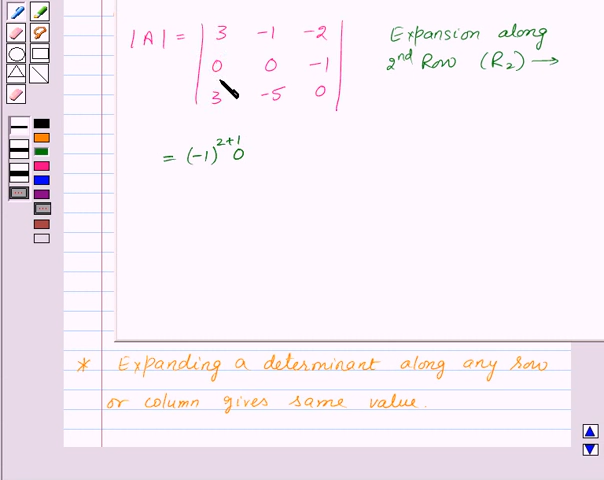 |A| = | 3 -1 -2 | Expansion along
| 0 0 -1 | 2nd Row (R₂) →
| 3 -5 0 |
= (-1)²⁺¹ 0
* Expanding a determinant along any row
or column gives same value.